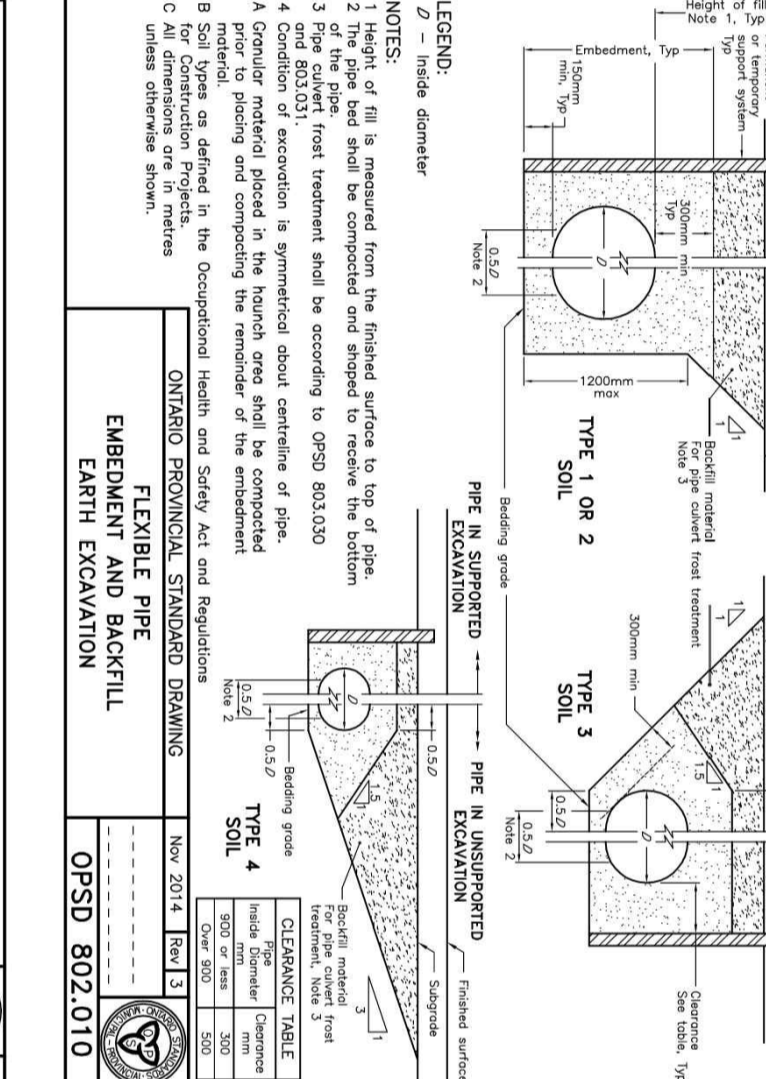 Height of fill
Note 1, Typ
or temporary
support system
Typ
Embedment, Typ
150mm
min, Typ
300mm min
Typ
D
0.5D
Note 2
1200mm
max
TYPE 1 OR 2
SOIL
1
1
Backfill material
For pipe culvert frost treatment
Note 3
Bedding grade
1
1
300mm min
TYPE 3
SOIL
1
1.5
0.5D
0.5D
Note 2
D
Clearance
See table, Typ
PIPE IN SUPPORTED
EXCAVATION
PIPE IN UNSUPPORTED
EXCAVATION
Finished surface
Subgrade
0.5D
D
0.5D
Note 2
0.5D
Bedding grade
1
1.5
TYPE 4
SOIL
Backfill material
For pipe culvert frost
treatment, Note 3
1
3
CLEARANCE TABLE
Pipe
Inside Diameter
mm
Clearance
mm
900 or less 300
Over 900 500
LEGEND:
D – Inside diameter
NOTES:
1 Height of fill is measured from the finished surface to top of pipe.
2 The pipe bed shall be compacted and shaped to receive the bottom
of the pipe.
3 Pipe culvert frost treatment shall be according to OPSD 803.030
and 803.031.
4 Condition of excavation is symmetrical about centreline of pipe.
A Granular material placed in the haunch area shall be compacted
prior to placing and compacting the remainder of the embedment
material.
B Soil types as defined in the Occupational Health and Safety Act and Regulations
for Construction Projects.
C All dimensions are in metres
unless otherwise shown.
ONTARIO PROVINCIAL STANDARD DRAWING
Nov 2014 Rev 3
FLEXIBLE PIPE
EMBEDMENT AND BACKFILL
EARTH EXCAVATION
OPSD 802.010
ONTARIO STANDARDS
MUNICIPAL - PROVINCIAL
OPS